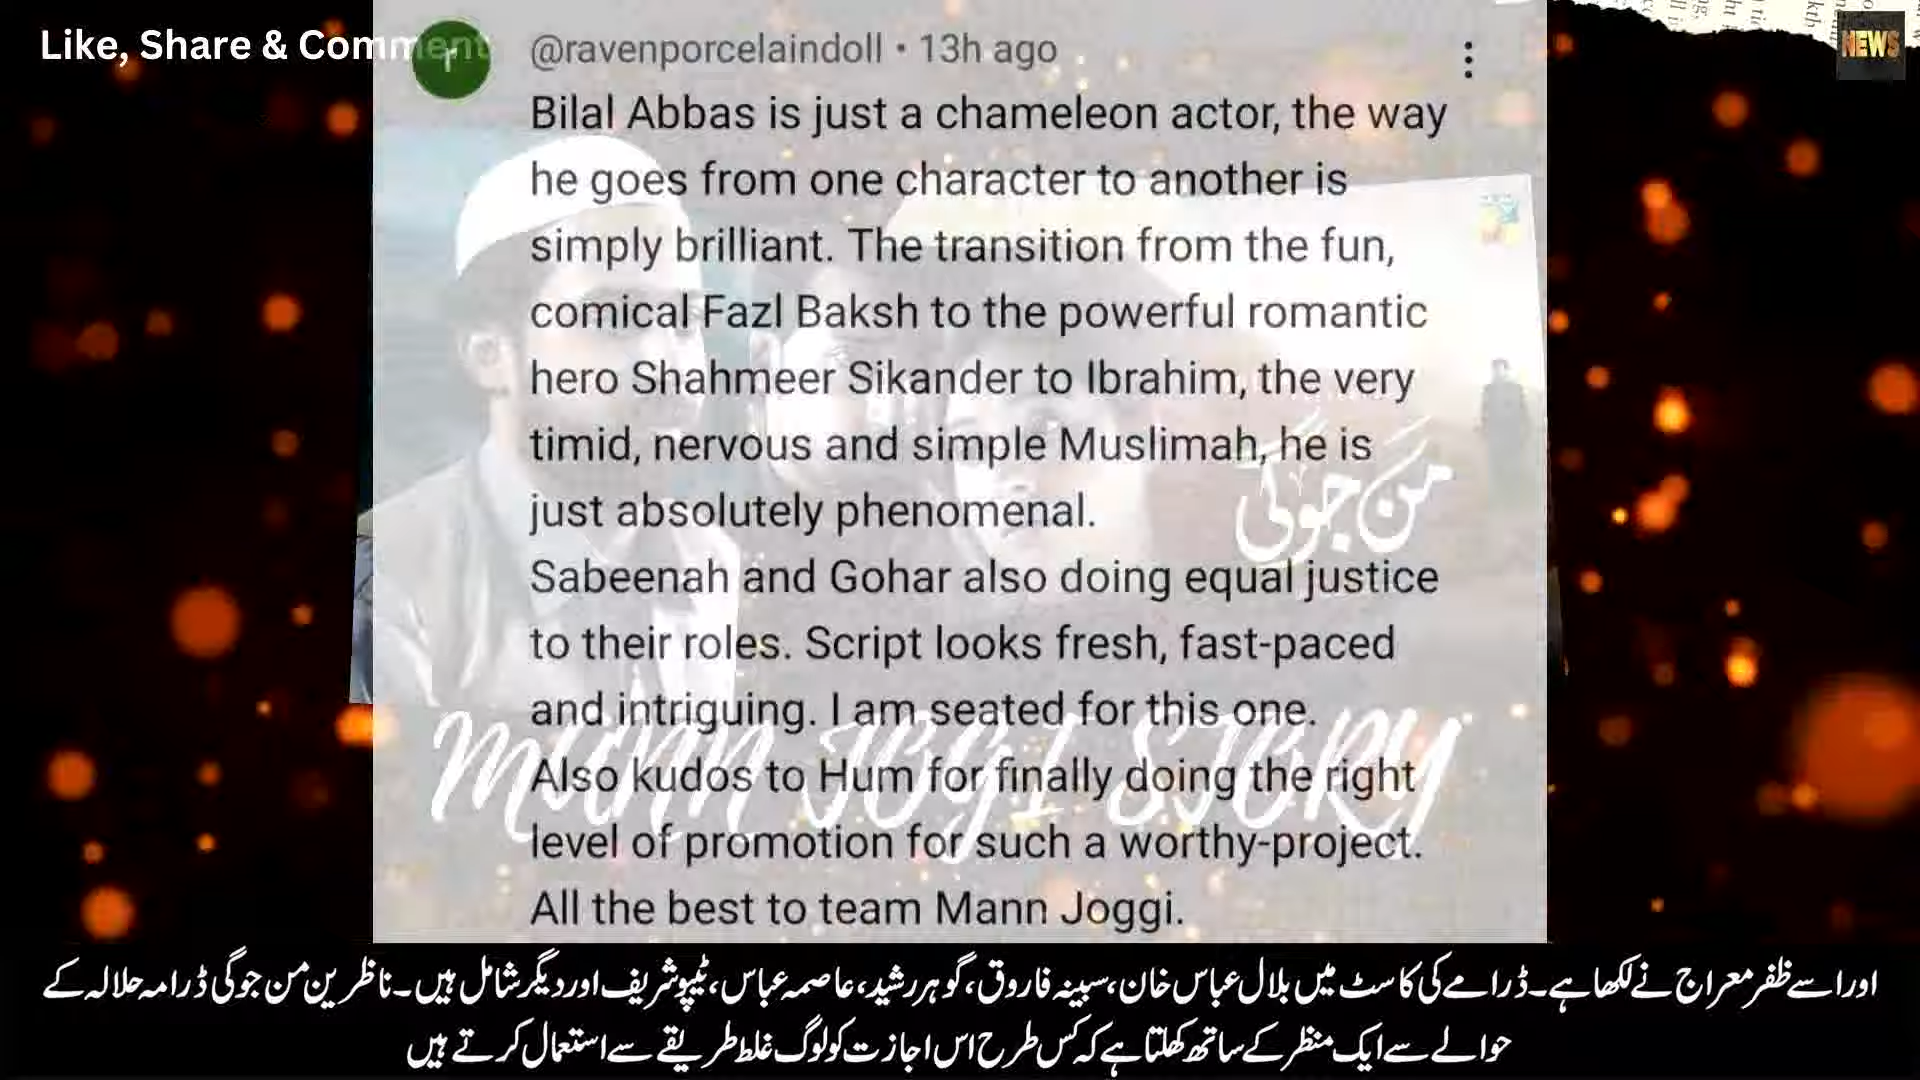 Like, Share & Comment
NEWS
r
@ravenporcelaindoll • 13h ago
Bilal Abbas is just a chameleon actor, the way
he goes from one character to another is
simply brilliant. The transition from the fun,
comical Fazl Baksh to the powerful romantic
hero Shahmeer Sikander to Ibrahim, the very
timid, nervous and simple Muslimah, he is
just absolutely phenomenal.
Sabeenah and Gohar also doing equal justice
to their roles. Script looks fresh, fast-paced
and intriguing. I am seated for this one.
Also kudos to Hum for finally doing the right
level of promotion for such a worthy-project.
All the best to team Mann Joggi.
من جوگی
MANN JOGI STORY
اور اسے ظفر معراج نے لکھا ہے۔ ڈرامے کی کاسٹ میں بلال عباس خان، سبینہ فاروق، گوہر رشید، عاصمہ عباس، ٹیپو شریف اور دیگر شامل ہیں۔ ناظرین من جوگی ڈرامہ حلالہ کے
حوالے سے ایک منظر کے ساتھ کھلتا ہے کہ کس طرح اس اجازت کو لوگ غلط طریقے سے استعمال کرتے ہیں